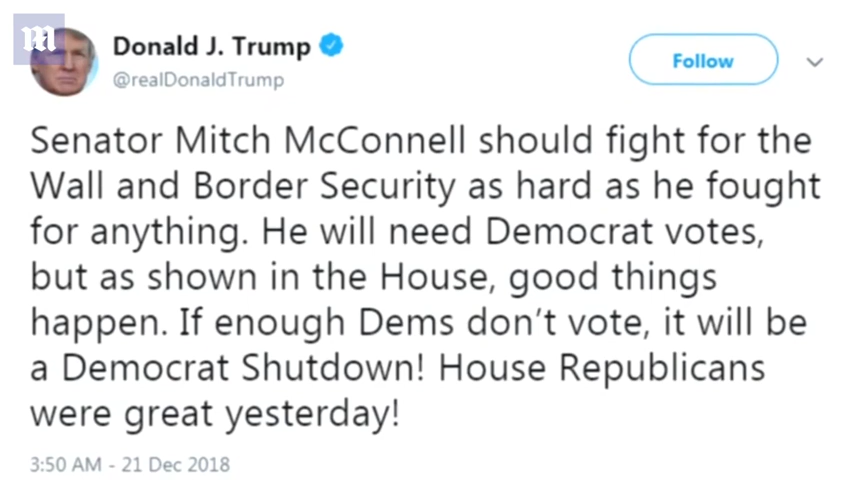 m
Donald J. Trump
@realDonaldTrump
Follow
Senator Mitch McConnell should fight for the
Wall and Border Security as hard as he fought
for anything. He will need Democrat votes,
but as shown in the House, good things
happen. If enough Dems don't vote, it will be
a Democrat Shutdown! House Republicans
were great yesterday!
3:50 AM - 21 Dec 2018